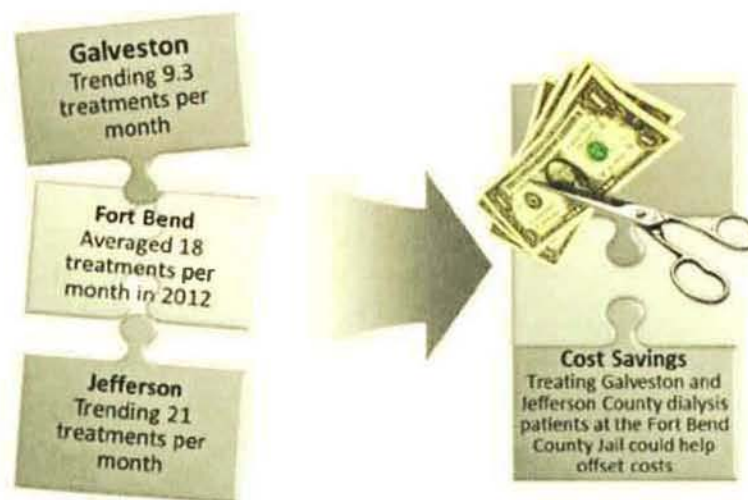 Galveston
Trending 9.3
treatments per
month
Fort Bend
Averaged 18
treatments per
month in 2012
Jefferson
Trending 21
treatments per
month
Cost Savings
Treating Galveston and
Jefferson County dialysis
patients at the Fort Bend
County Jail could help
offset costs